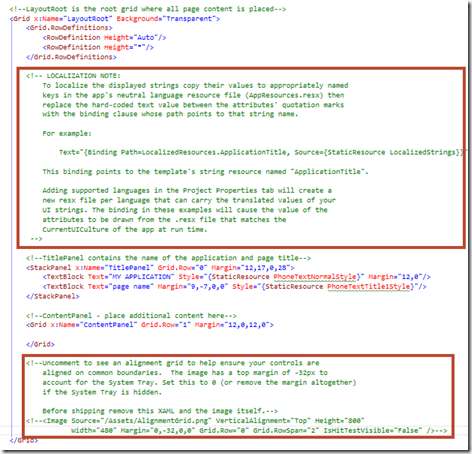 <!--LayoutRoot is the root grid where all page content is placed-->
<Grid x:Name="LayoutRoot" Background="Transparent">
<Grid.RowDefinitions>
<RowDefinition Height="Auto"/>
<RowDefinition Height="*"/>
</Grid.RowDefinitions>
<!-- LOCALIZATION NOTE:
To localize the displayed strings copy their values to appropriately named
keys in the app's neutral language resource file (AppResources.resx) then
replace the hard-coded text value between the attributes' quotation marks
with the binding clause whose path points to that string name.
For example:
Text="{Binding Path=LocalizedResources.ApplicationTitle, Source={StaticResource LocalizedStrings}}"
This binding points to the template's string resource named "ApplicationTitle".
Adding supported languages in the Project Properties tab will create a
new resx file per language that can carry the translated values of your
UI strings. The binding in these examples will cause the value of the
attributes to be drawn from the .resx file that matches the
CurrentUICulture of the app at run time.
-->
<!--TitlePanel contains the name of the application and page title-->
<StackPanel x:Name="TitlePanel" Grid.Row="0" Margin="12,17,0,28">
<TextBlock Text="MY APPLICATION" Style="{StaticResource PhoneTextNormalStyle}" Margin="12,0"/>
<TextBlock Text="page name" Margin="9,-7,0,0" Style="{StaticResource PhoneTextTitle1Style}"/>
</StackPanel>
<!--ContentPanel - place additional content here-->
<Grid x:Name="ContentPanel" Grid.Row="1" Margin="12,0,12,0">
</Grid>
<!--Uncomment to see an alignment grid to help ensure your controls are
aligned on common boundaries.  The image has a top margin of -32px to
account for the System Tray. Set this to 0 (or remove the margin altogether)
if the System Tray is hidden.
Before shipping remove this XAML and the image itself.-->
<!--<Image Source="/Assets/AlignmentGrid.png" VerticalAlignment="Top" Height="800"
Width="480" Margin="0,-32,0,0" Grid.Row="0" Grid.RowSpan="2" IsHitTestVisible="False" />-->
</Grid>